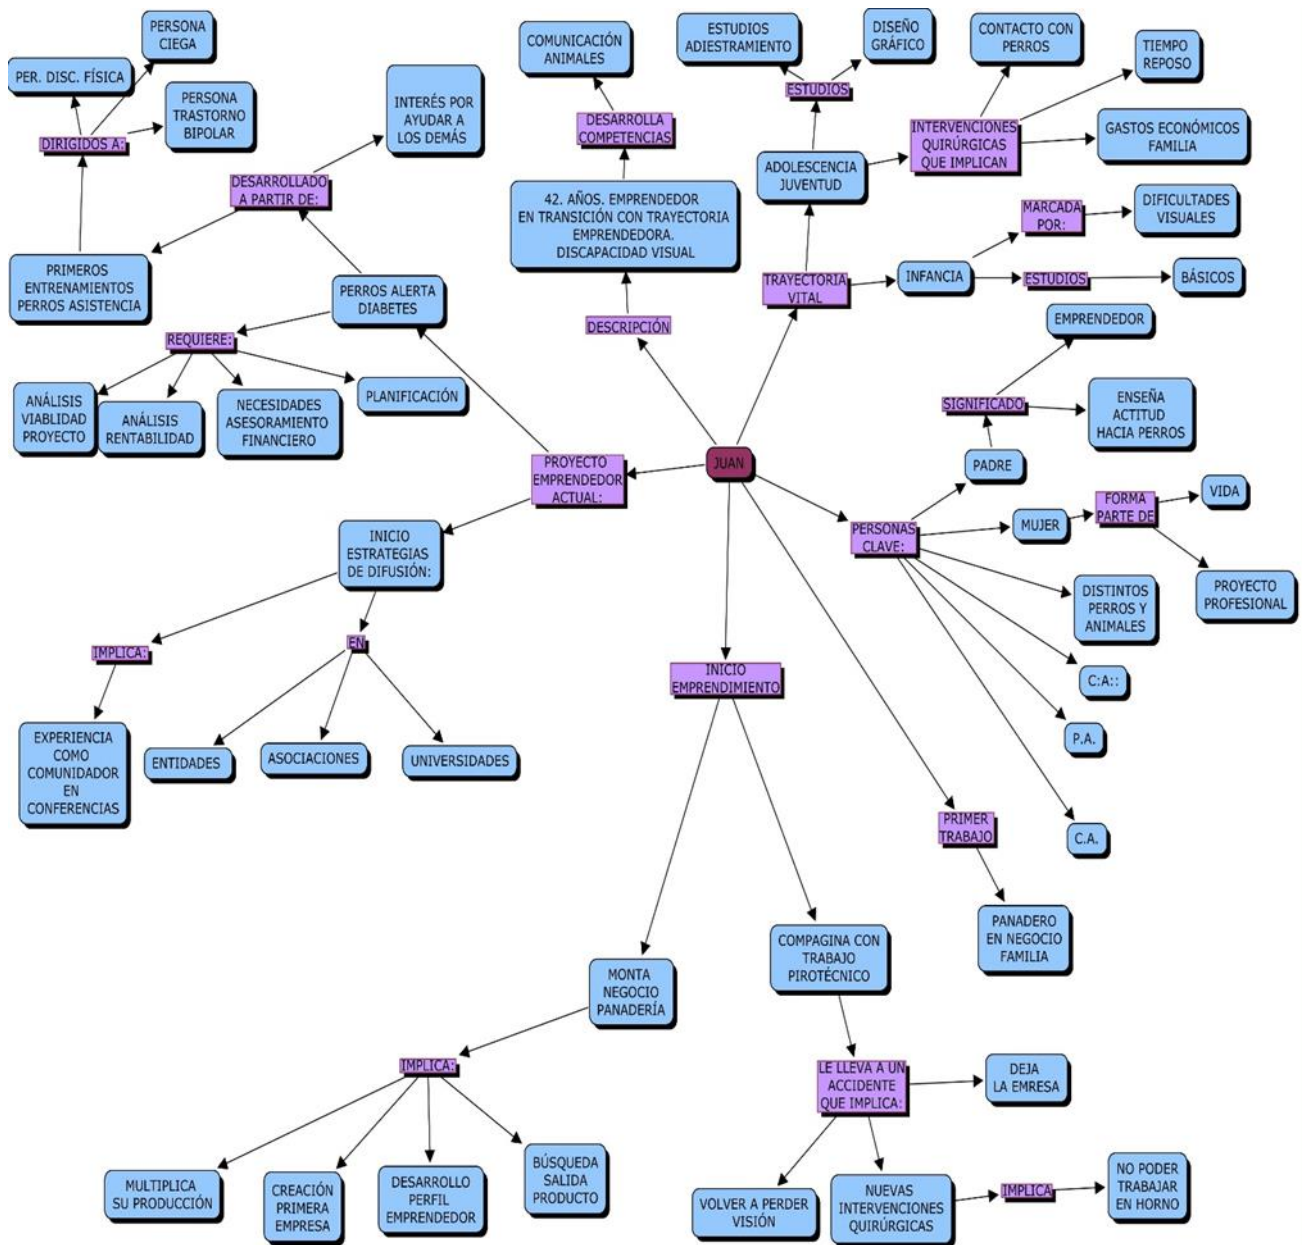 PERSONA
CIEGA
PER. DISC. FÍSICA
PERSONA
TRASTORNO
BIPOLAR
DIRIGIDOS A:
INTERÉS POR
AYUDAR A
LOS DEMÁS
DESARROLLADO
A PARTIR DE:
PRIMEROS
ENTRENAMIENTOS
PERROS ASISTENCIA
PERROS ALERTA
DIABETES
REQUIERE:
ANÁLISIS
VIABLIDAD
PROYECTO
ANÁLISIS
RENTABILIDAD
NECESIDADES
ASESORAMIENTO
FINANCIERO
PLANIFICACIÓN
COMUNICACIÓN
ANIMALES
DESARROLLA
COMPETENCIAS
42. AÑOS. EMPRENDEDOR
EN TRANSICIÓN CON TRAYECTORIA
EMPRENDEDORA.
DISCAPACIDAD VISUAL
DESCRIPCIÓN
ESTUDIOS
ADIESTRAMIENTO
DISEÑO
GRÁFICO
ESTUDIOS
ADOLESCENCIA
JUVENTUD
CONTACTO CON
PERROS
TIEMPO
REPOSO
INTERVENCIONES
QUIRÚRGICAS
QUE IMPLICAN
GASTOS ECONÓMICOS
FAMILIA
TRAYECTORIA
VITAL
INFANCIA
MARCADA
POR:
DIFICULTADES
VISUALES
ESTUDIOS
BÁSICOS
EMPRENDEDOR
SIGNIFICADO
ENSEÑA
ACTITUD
HACIA PERROS
JUAN
PADRE
PERSONAS
CLAVE:
MUJER
FORMA
PARTE DE
VIDA
PROYECTO
PROFESIONAL
DISTINTOS
PERROS Y
ANIMALES
C:A::
P.A.
C.A.
PROYECTO
EMPRENDEDOR
ACTUAL:
INICIO
ESTRATEGIAS
DE DIFUSIÓN:
IMPLICA:
EN
EXPERIENCIA
COMO
COMUNIDADOR
EN
CONFERENCIAS
ENTIDADES
ASOCIACIONES
UNIVERSIDADES
INICIO
EMPRENDIMIENTO
PRIMER
TRABAJO
PANADERO
EN NEGOCIO
FAMILIA
COMPAGINA CON
TRABAJO
PIROTÉCNICO
MONTA
NEGOCIO
PANADERÍA
IMPLICA:
MULTIPLICA
SU PRODUCCIÓN
CREACIÓN
PRIMERA
EMPRESA
DESARROLLO
PERFIL
EMPRENDEDOR
BÚSQUEDA
SALIDA
PRODUCTO
LE LLEVA A UN
ACCIDENTE
QUE IMPLICA:
DEJA
LA EMRESA
VOLVER A PERDER
VISIÓN
NUEVAS
INTERVENCIONES
QUIRÚRGICAS
IMPLICA
NO PODER
TRABAJAR
EN HORNO